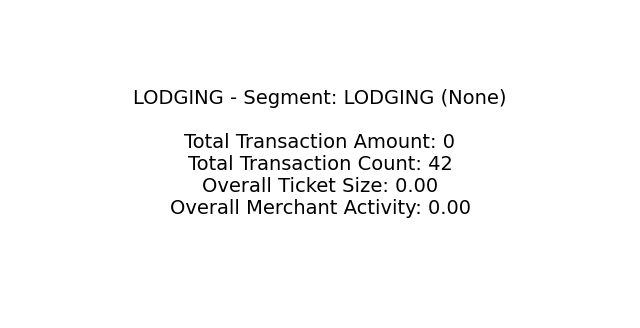 LODGING - Segment: LODGING (None)
Total Transaction Amount: 0
Total Transaction Count: 42
Overall Ticket Size: 0.00
Overall Merchant Activity: 0.00